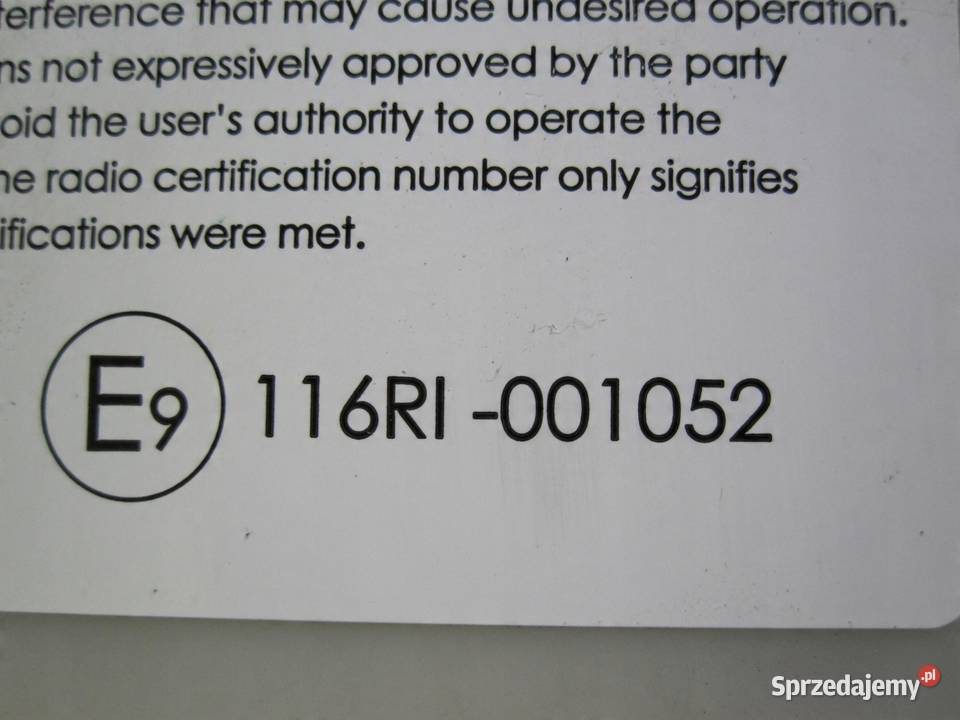 terference that may cause undesired operation.
ns not expressively approved by the party
oid the user's authority to operate the
he radio certification number only signifies
ifications were met.
E9 116RI -001052
Sprzedajemy.pl